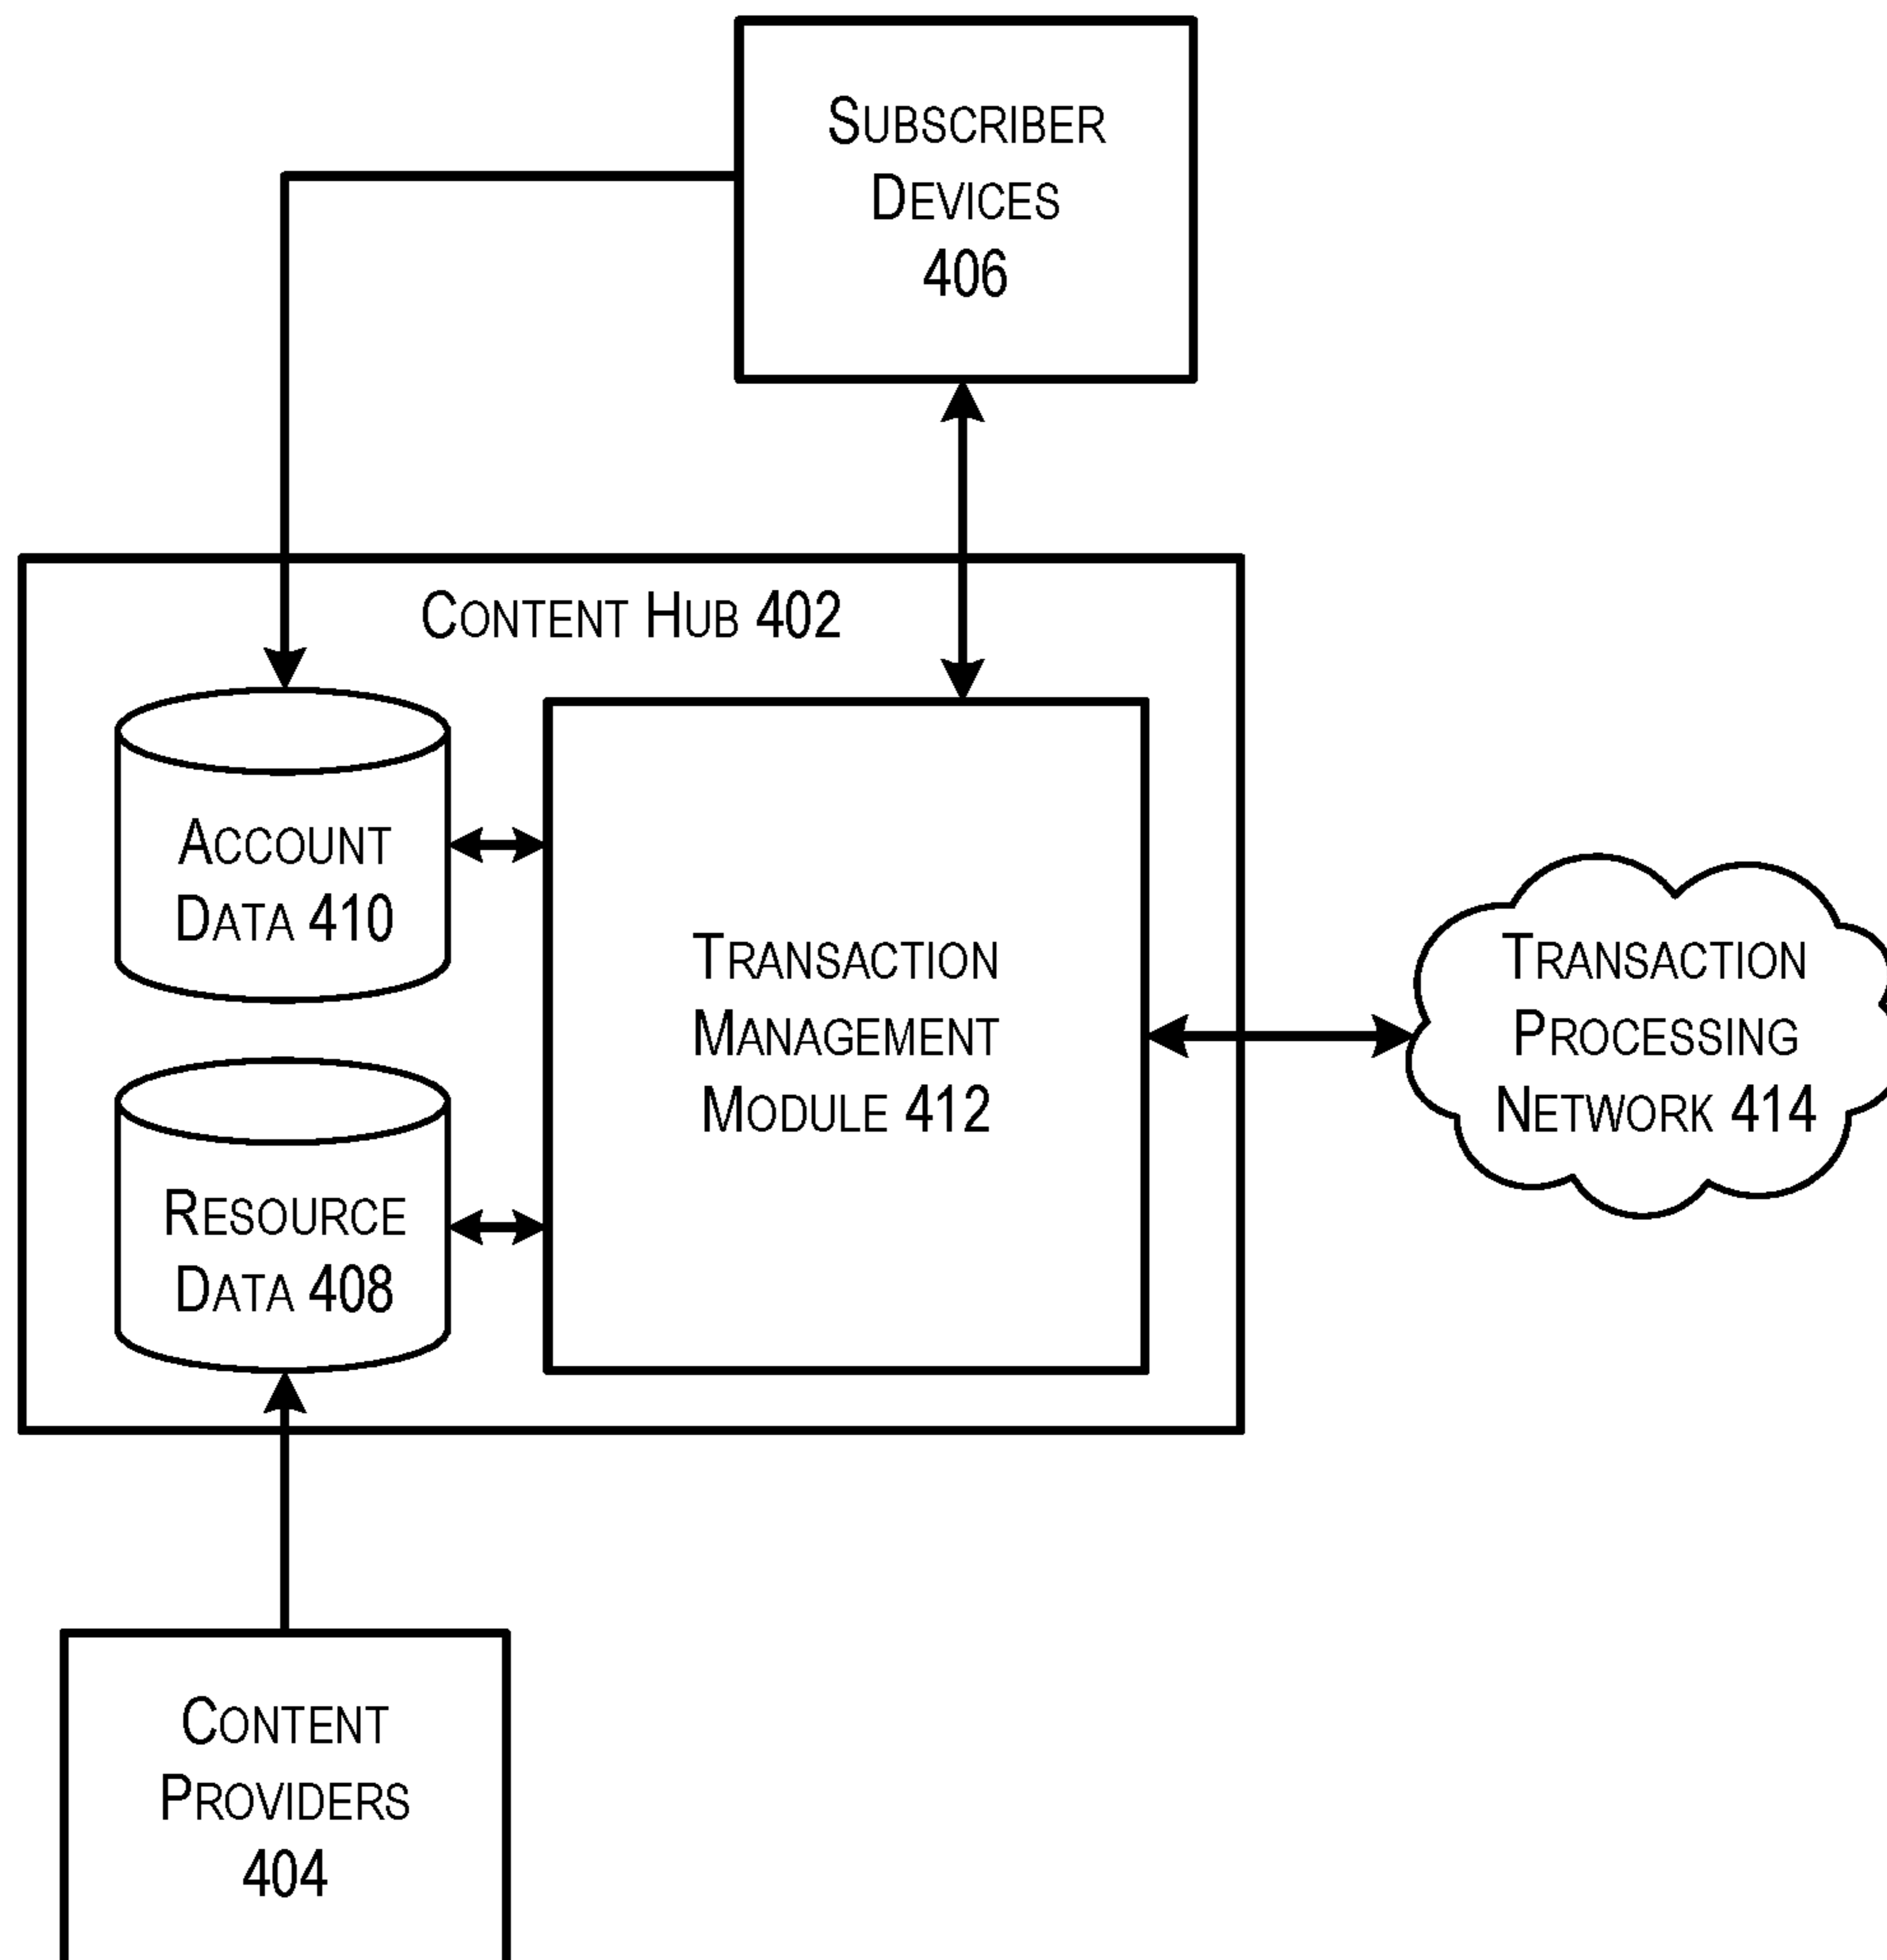 SUBSCRIBER
DEVICES
406
CONTENT HUB 402
ACCOUNT
DATA 410
RESOURCE
DATA 408
TRANSACTION
MANAGEMENT
MODULE 412
TRANSACTION
PROCESSING
NETWORK 414
CONTENT
PROVIDERS
404